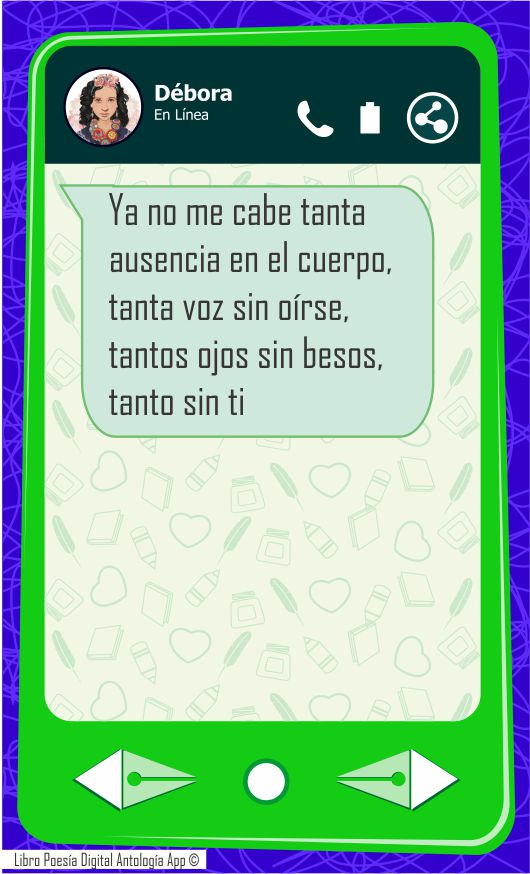 Débora
En Línea
Ya no me cabe tanta
ausencia en el cuerpo,
tanta voz sin oírse,
tantos ojos sin besos,
tanto sin ti
Libro Poesía Digital Antología App ©